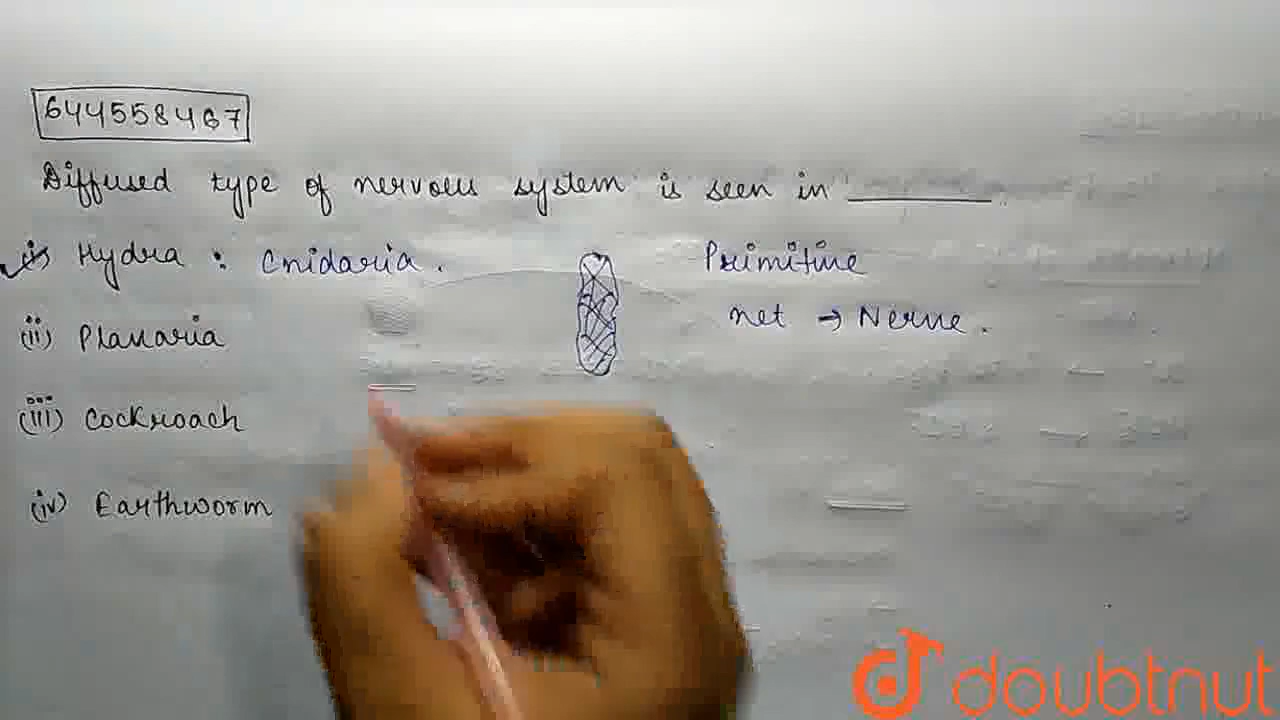 644558467
Diffused type of nervous system is seen in ________.
(i) Hydra : Cnidaria.
Primitive
net → Nerve.
(ii) Planaria
(iii) Cockroach
(iv) Earthworm
doubtnut